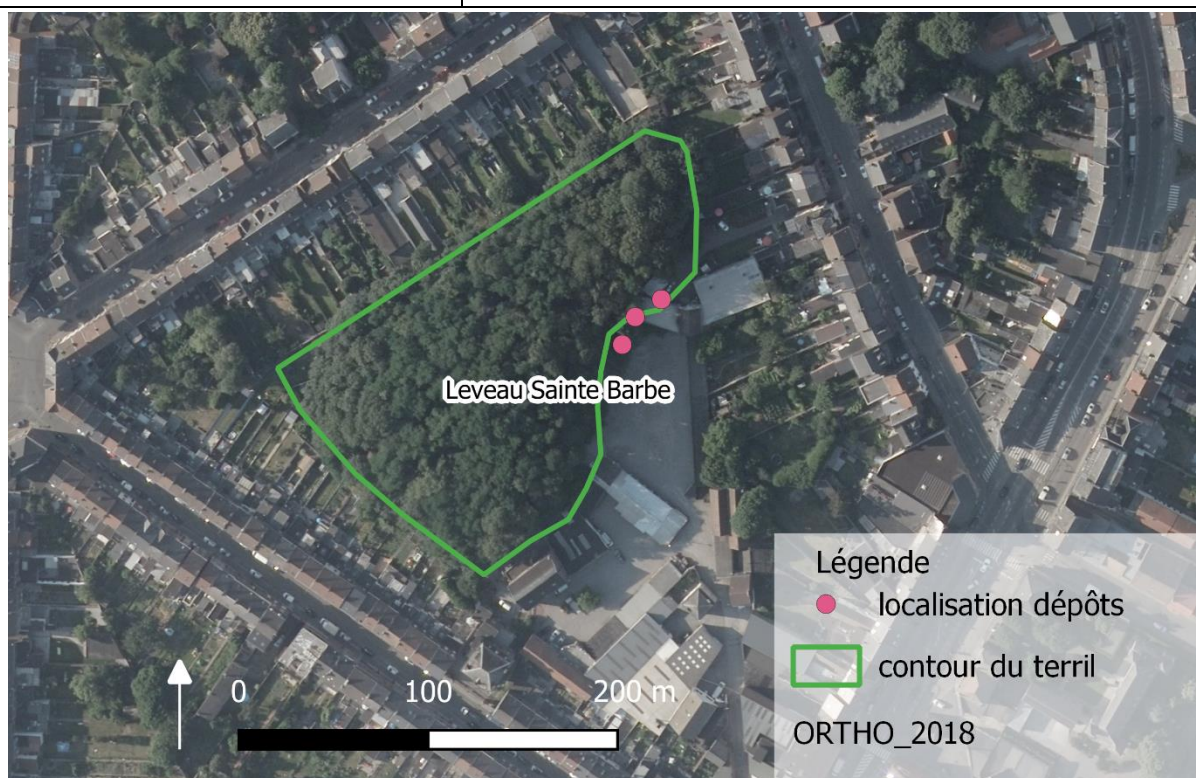 Leveau Sainte Barbe
Légende
localisation dépôts
contour du terril
ORTHO_2018
0 100 200 m